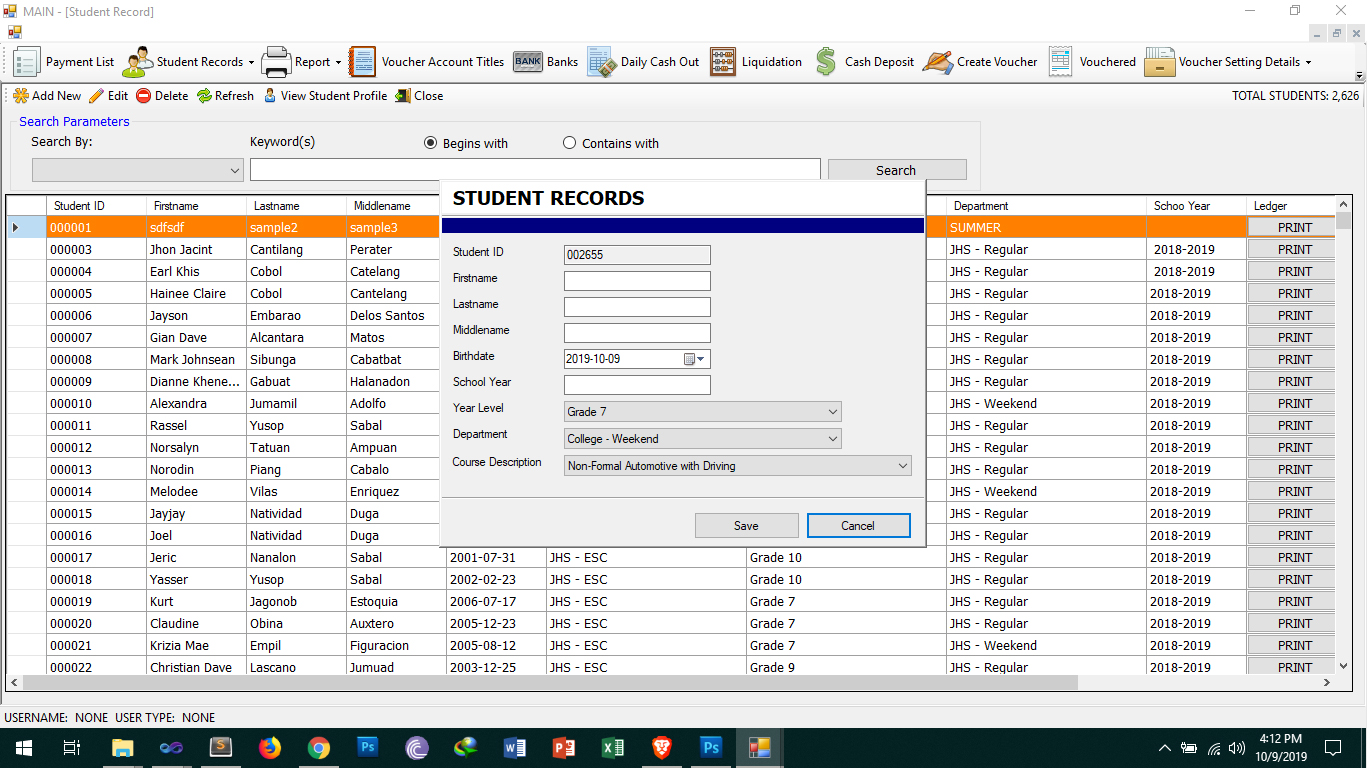 MAIN - [Student Record]
Payment List Student Records Report Voucher Account Titles BANK Banks Daily Cash Out Liquidation Cash Deposit Create Voucher Vouchered Voucher Setting Details
Add New Edit Delete Refresh View Student Profile Close TOTAL STUDENTS: 2,626
Search Parameters
Search By: Keyword(s) Begins with Contains with
Search
Student ID Firstname Lastname Middlename Department Schoo Year Ledger
000001 sdfsdf sample2 sample3 SUMMER PRINT
000003 Jhon Jacint Cantilang Perater JHS - Regular 2018-2019 PRINT
000004 Earl Khis Cobol Catelang JHS - Regular 2018-2019 PRINT
000005 Hainee Claire Cobol Cantelang JHS - Regular 2018-2019 PRINT
000006 Jayson Embarao Delos Santos JHS - Regular 2018-2019 PRINT
000007 Gian Dave Alcantara Matos JHS - Regular 2018-2019 PRINT
000008 Mark Johnsean Sibunga Cabatbat JHS - Regular 2018-2019 PRINT
000009 Dianne Khene... Gabuat Halanadon JHS - Regular 2018-2019 PRINT
000010 Alexandra Jumamil Adolfo JHS - Weekend 2018-2019 PRINT
000011 Rassel Yusop Sabal JHS - Regular 2018-2019 PRINT
000012 Norsalyn Tatuan Ampuan JHS - Regular 2018-2019 PRINT
000013 Norodin Piang Cabalo JHS - Regular 2018-2019 PRINT
000014 Melodee Vilas Enriquez JHS - Weekend 2018-2019 PRINT
000015 Jayjay Natividad Duga JHS - Regular 2018-2019 PRINT
000016 Joel Natividad Duga JHS - Regular 2018-2019 PRINT
000017 Jeric Nanalon Sabal 2001-07-31 JHS - ESC Grade 10 JHS - Regular 2018-2019 PRINT
000018 Yasser Yusop Sabal 2002-02-23 JHS - ESC Grade 10 JHS - Regular 2018-2019 PRINT
000019 Kurt Jagonob Estoquia 2006-07-17 JHS - ESC Grade 7 JHS - Regular 2018-2019 PRINT
000020 Claudine Obina Auxtero 2005-12-23 JHS - ESC Grade 7 JHS - Regular 2018-2019 PRINT
000021 Krizia Mae Empil Figuracion 2005-08-12 JHS - ESC Grade 7 JHS - Weekend 2018-2019 PRINT
000022 Christian Dave Lascano Jumuad 2003-12-25 JHS - ESC Grade 9 JHS - Regular 2018-2019 PRINT
STUDENT RECORDS
Student ID 002655
Firstname
Lastname
Middlename
Birthdate 2019-10-09
School Year
Year Level Grade 7
Department College - Weekend
Course Description Non-Formal Automotive with Driving
Save Cancel
USERNAME: NONE USER TYPE: NONE
4:12 PM
10/9/2019